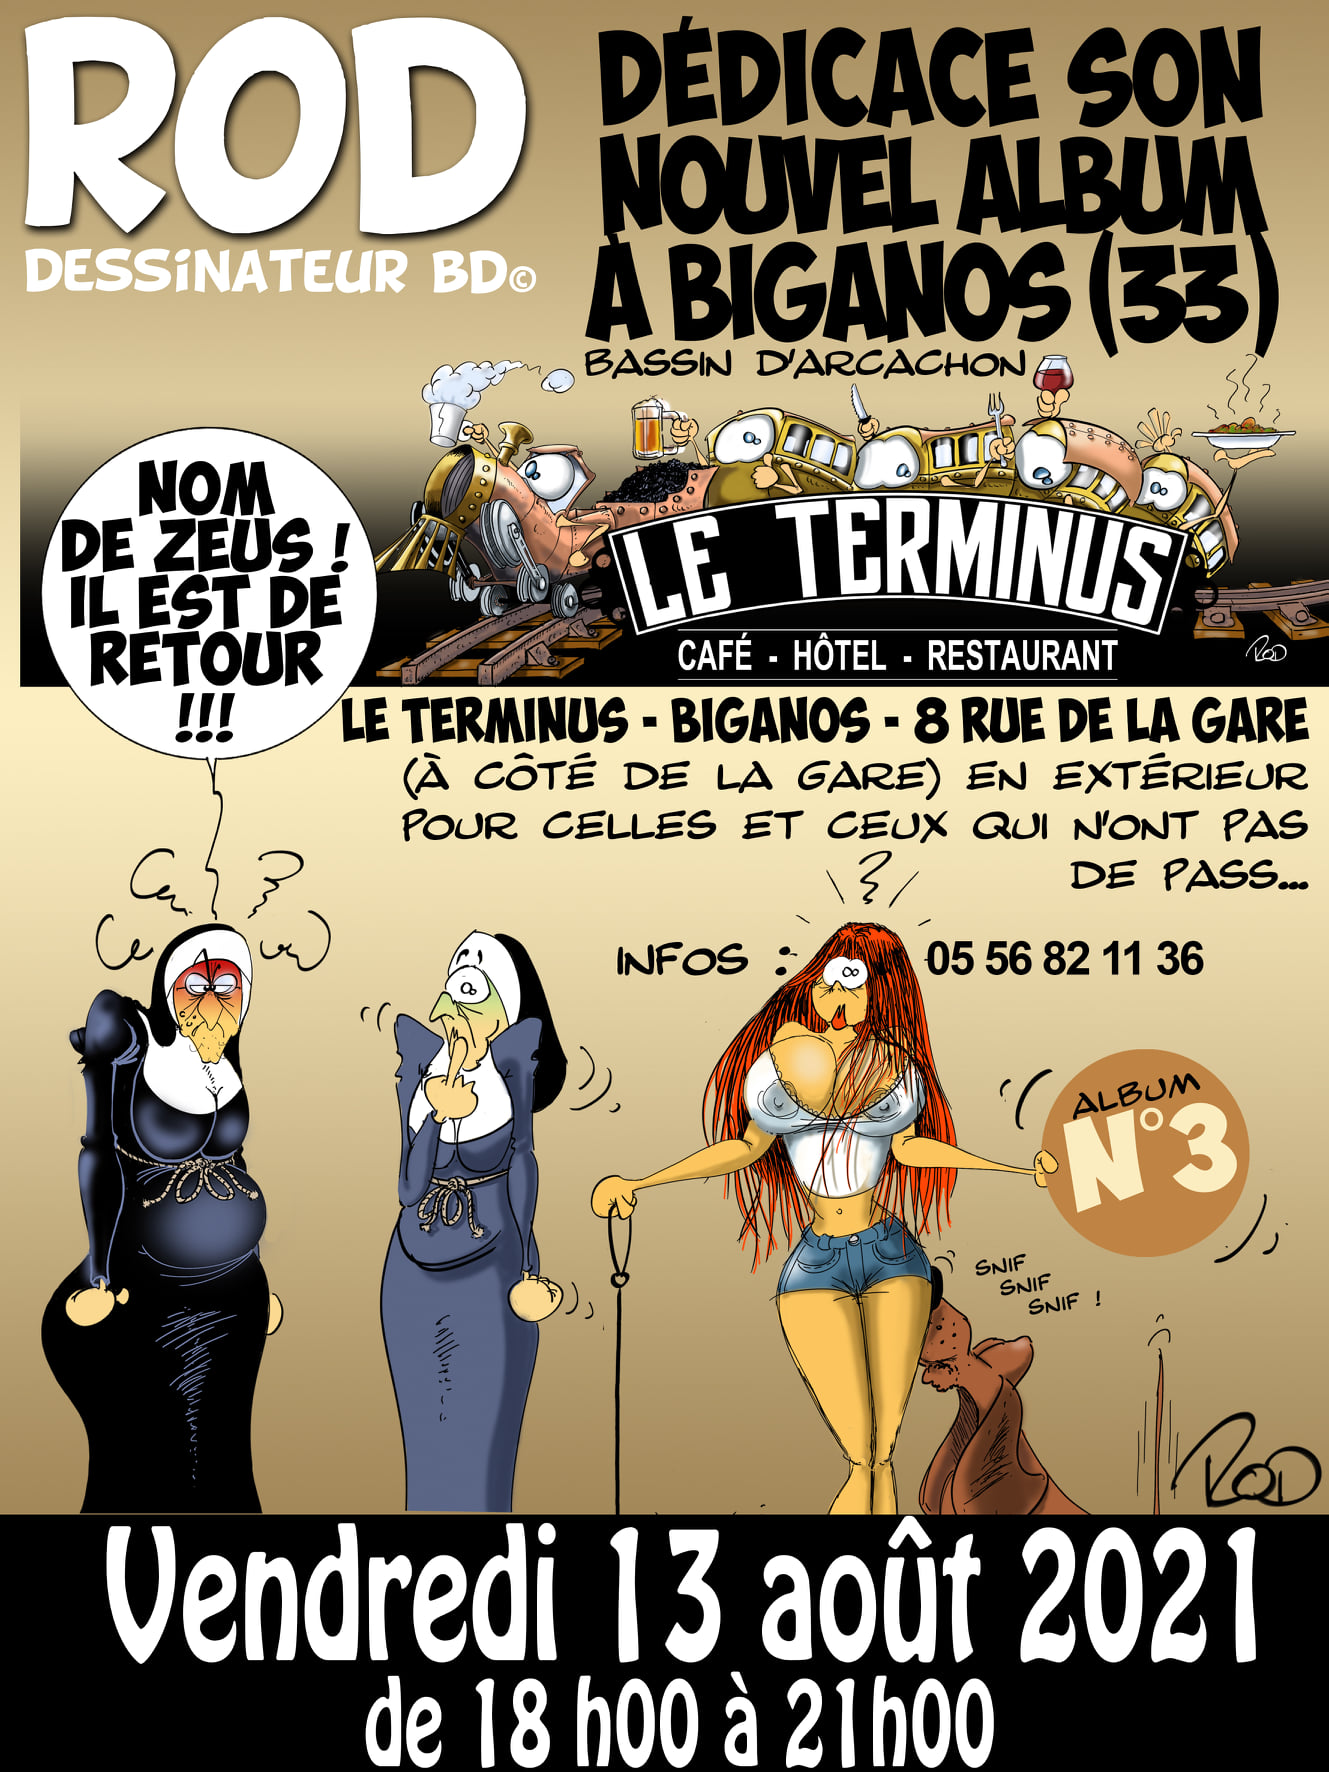 ROD
DESSiNATEUR BD©
DÉDICACE SON
NOUVEL ALBUM
À BIGANOS (33)
BASSIN D'ARCACHON
NOM
DE ZEUS !
IL EST DE
RETOUR
!!!
LE TERMINUS
CAFÉ - HÔTEL - RESTAURANT
ROD
LE TERMINUS - BIGANOS - 8 RUE DE LA GARE
(À CÔTÉ DE LA GARE) EN EXTÉRIEUR
POUR CELLES ET CEUX QUI N'ONT PAS
DE PASS...
?
INFOS : 05 56 82 11 36
ALBUM
N°3
SNIF
SNIF
SNIF !
ROD
Vendredi 13 août 2021
de 18 h00 à 21h00